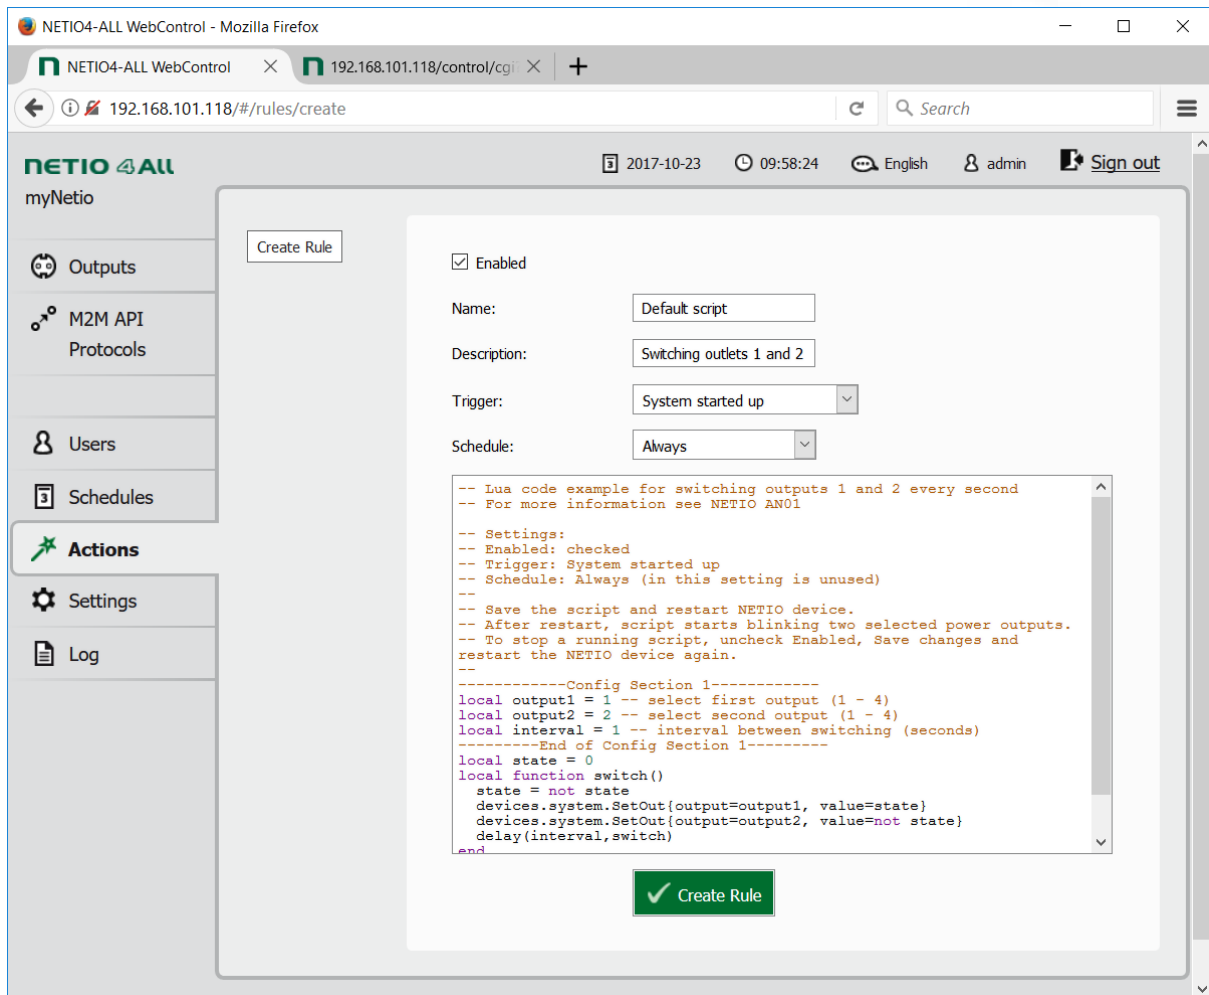 NETIO4-ALL WebControl - Mozilla Firefox
NETIO4-ALL WebControl
192.168.101.118/control/cgi
192.168.101.118/#/rules/create
Search
NETIO 4All
2017-10-23
09:58:24
English
admin
Sign out
myNetio
Outputs
M2M API
Protocols
Users
Schedules
Actions
Settings
Log
Create Rule
Enabled
Name:
Default script
Description:
Switching outlets 1 and 2
Trigger:
System started up
Schedule:
Always
-- Lua code example for switching outputs 1 and 2 every second
-- For more information see NETIO AN01
-- Settings:
-- Enabled: checked
-- Trigger: System started up
-- Schedule: Always (in this setting is unused)
--
-- Save the script and restart NETIO device.
-- After restart, script starts blinking two selected power outputs.
-- To stop a running script, uncheck Enabled, Save changes and
restart the NETIO device again.
--
------------Config Section 1------------
local output1 = 1 -- select first output (1 - 4)
local output2 = 2 -- select second output (1 - 4)
local interval = 1 -- interval between switching (seconds)
---------End of Config Section 1---------
local state = 0
local function switch()
state = not state
devices.system.SetOut{output=output1, value=state}
devices.system.SetOut{output=output2, value=not state}
delay(interval,switch)
end
Create Rule